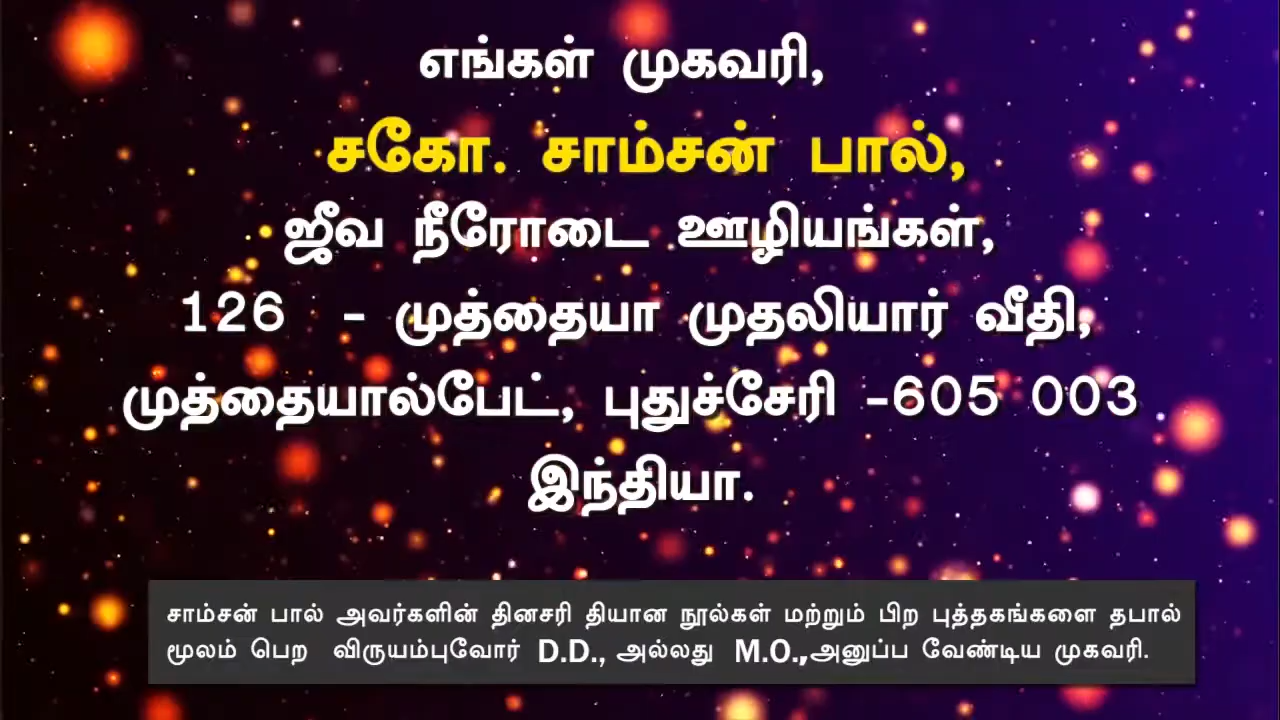 எங்கள் முகவரி,
சகோ. சாம்சன் பால்,
ஜீவ நீரோடை ஊழியங்கள்,
126 - முத்தையா முதலியார் வீதி,
முத்தையால்பேட், புதுச்சேரி -605 003
இந்தியா.
சாம்சன் பால் அவர்களின் தினசரி தியான நூல்கள் மற்றும் பிற புத்தகங்களை தபால்
மூலம் பெற விருயம்புவோர் D.D., அல்லது M.O.,அனுப்ப வேண்டிய முகவரி.